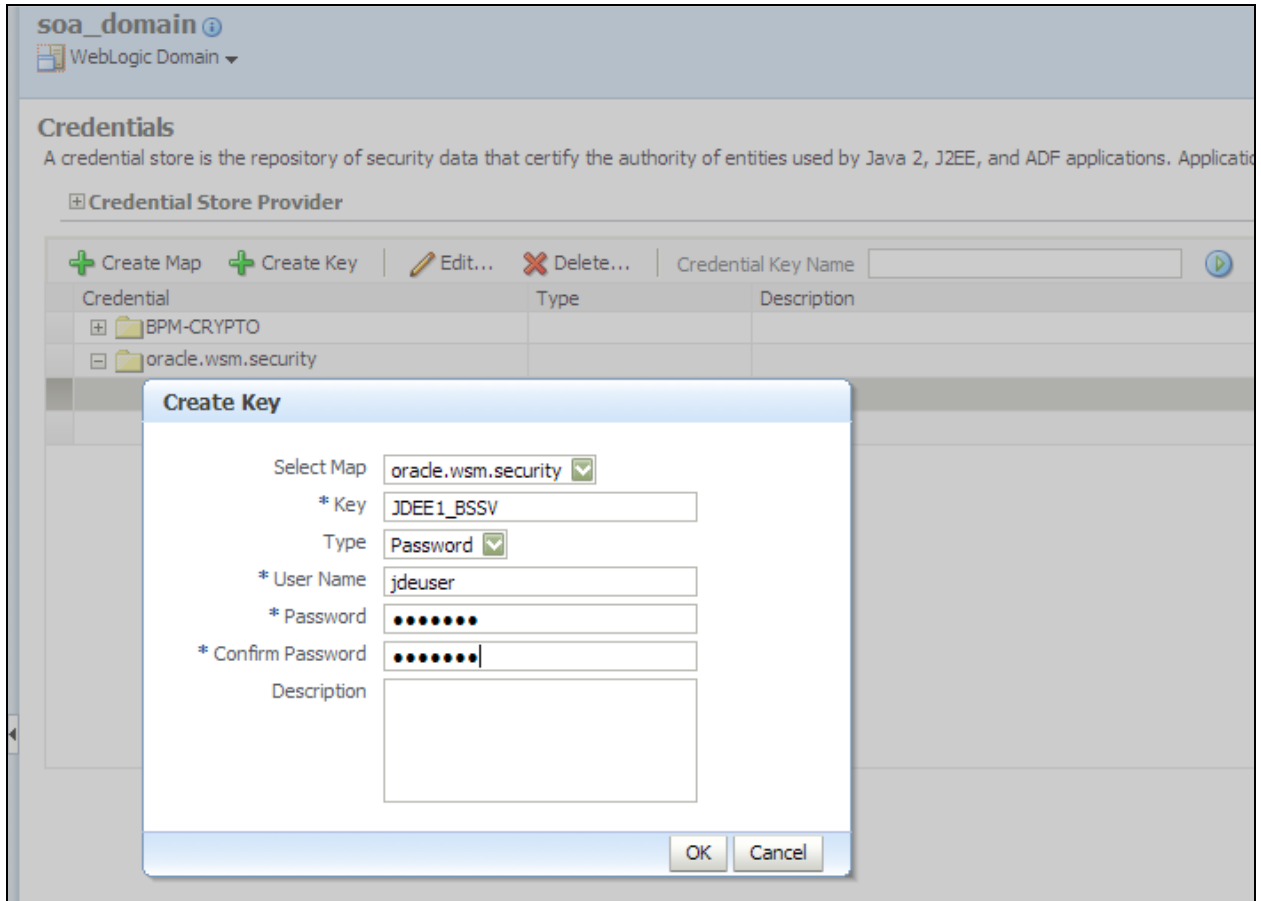 soa_domain
WebLogic Domain
Credentials
A credential store is the repository of security data that certify the authority of entities used by Java 2, J2EE, and ADF applications. Applicatio
Credential Store Provider
Create Map Create Key Edit... Delete... Credential Key Name
Credential Type Description
BPM-CRYPTO
oracle.wsm.security
Create Key
Select Map oracle.wsm.security
* Key JDEE1_BSSV
Type Password
* User Name jdeuser
* Password •••••••
* Confirm Password •••••••
Description
OK Cancel